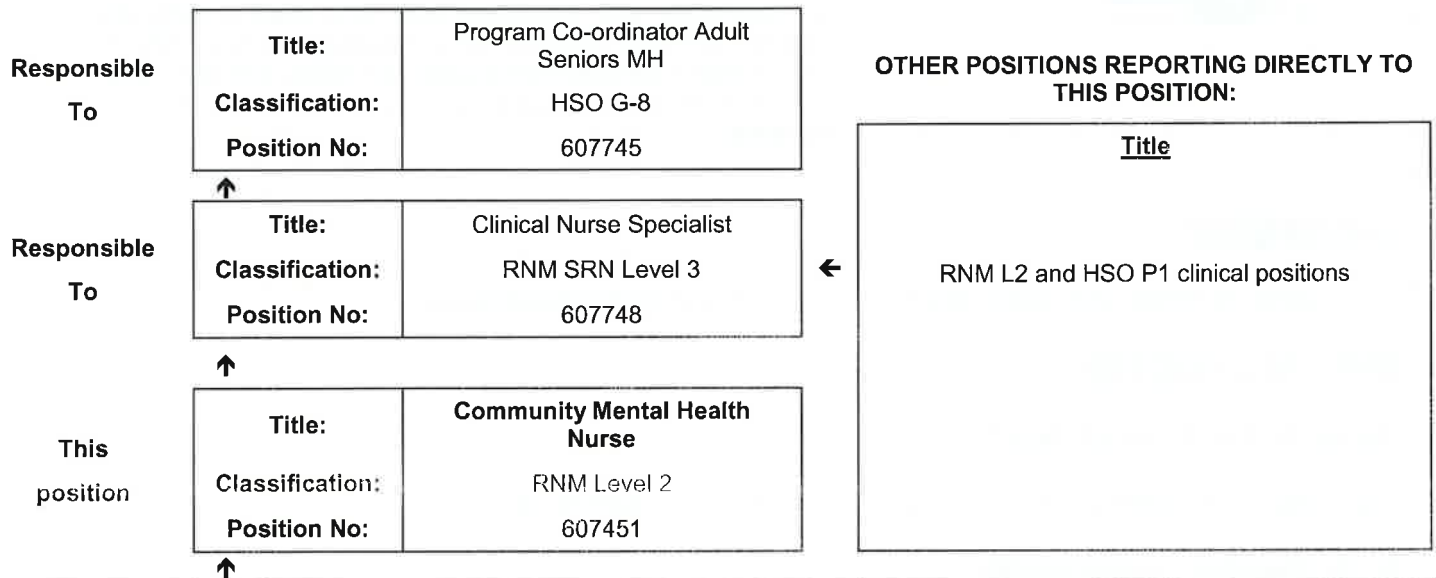 Responsible
To
Title:
Program Co-ordinator Adult
Seniors MH
Classification:
HSO G-8
Position No:
607745
Responsible
To
Title:
Clinical Nurse Specialist
Classification:
RNM SRN Level 3
Position No:
607748
This
position
Title:
Community Mental Health
Nurse
Classification:
RNM Level 2
Position No:
607451
OTHER POSITIONS REPORTING DIRECTLY TO
THIS POSITION:
Title
RNM L2 and HSO P1 clinical positions